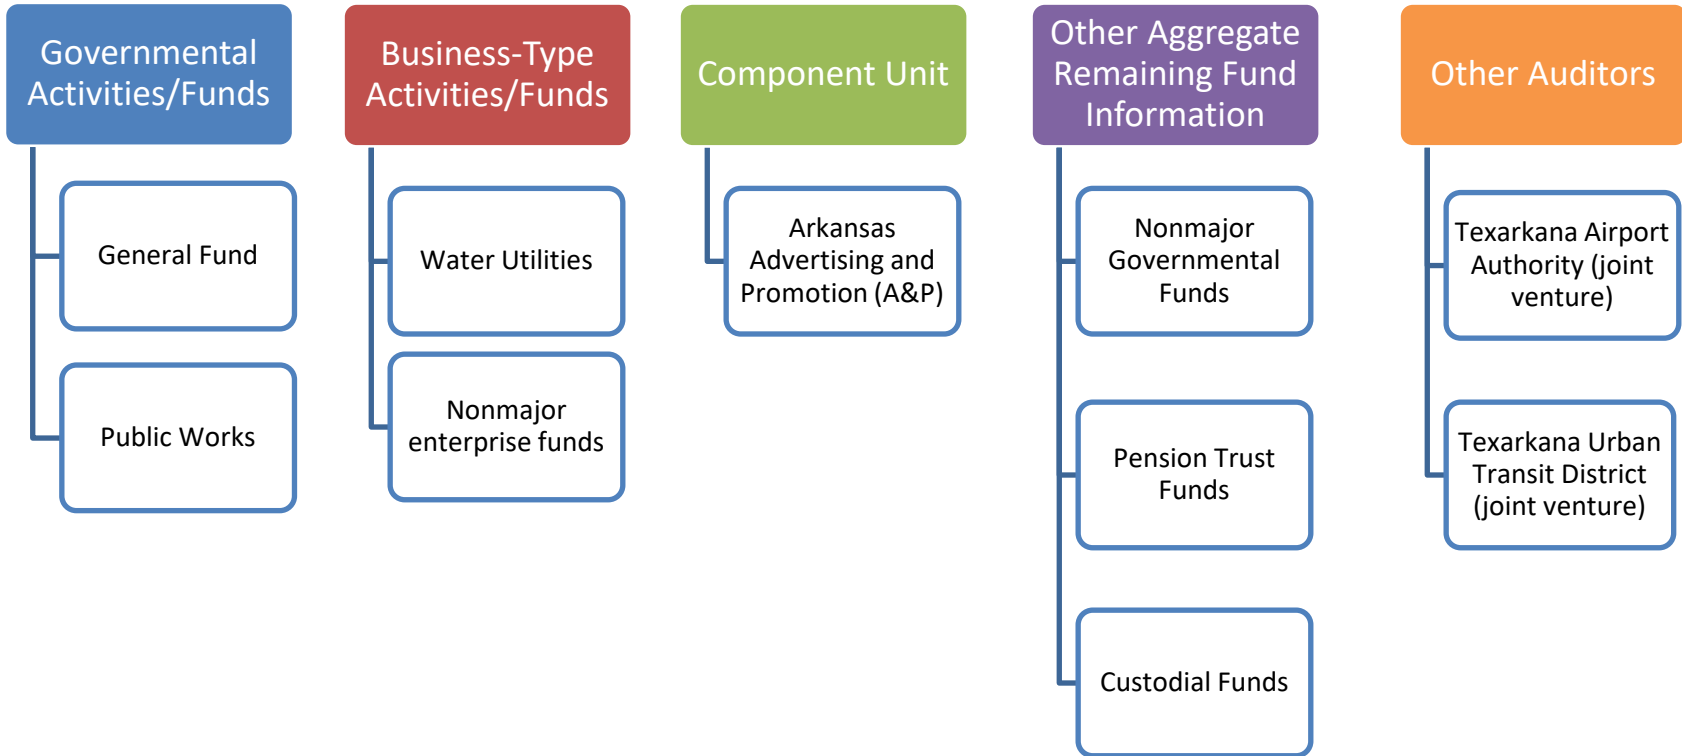 Governmental
Activities/Funds
General Fund
Public Works
Business-Type
Activities/Funds
Water Utilities
Nonmajor
enterprise funds
Component Unit
Arkansas
Advertising and
Promotion (A&P)
Other Aggregate
Remaining Fund
Information
Nonmajor
Governmental
Funds
Pension Trust
Funds
Custodial Funds
Other Auditors
Texarkana Airport
Authority (joint
venture)
Texarkana Urban
Transit District
(joint venture)